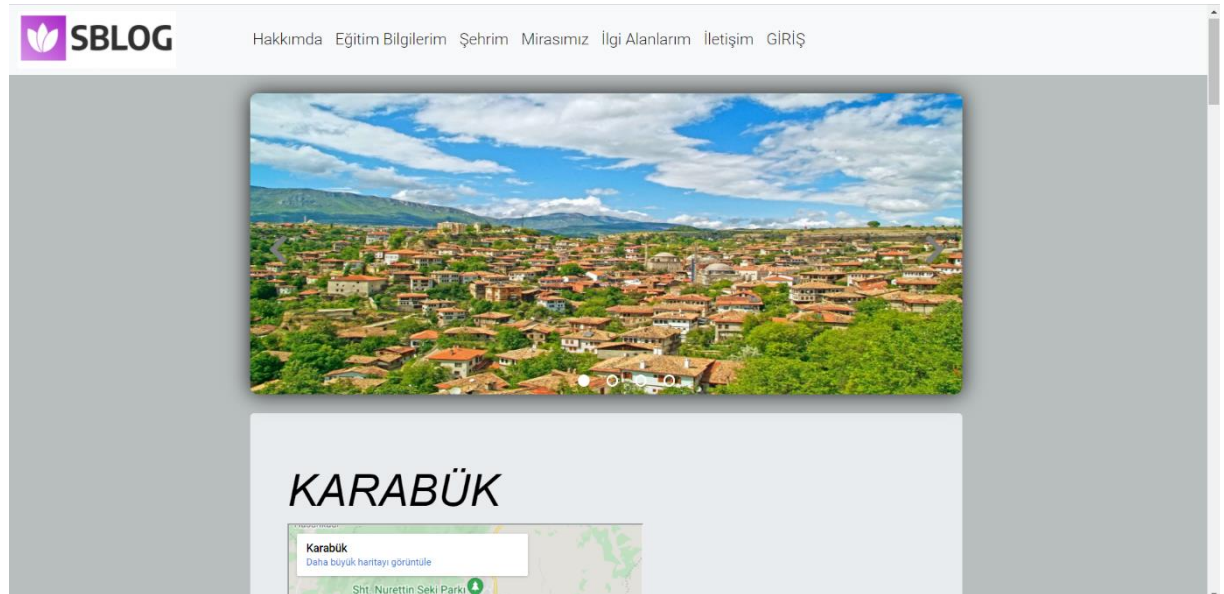 SBLOG
Hakkımda Eğitim Bilgilerim Şehrim Mirasımız İlgi Alanlarım İletişim GİRİŞ
KARABÜK
Karabük
Daha büyük haritayı görüntüle
Sht. Nurettin Seki Parkı